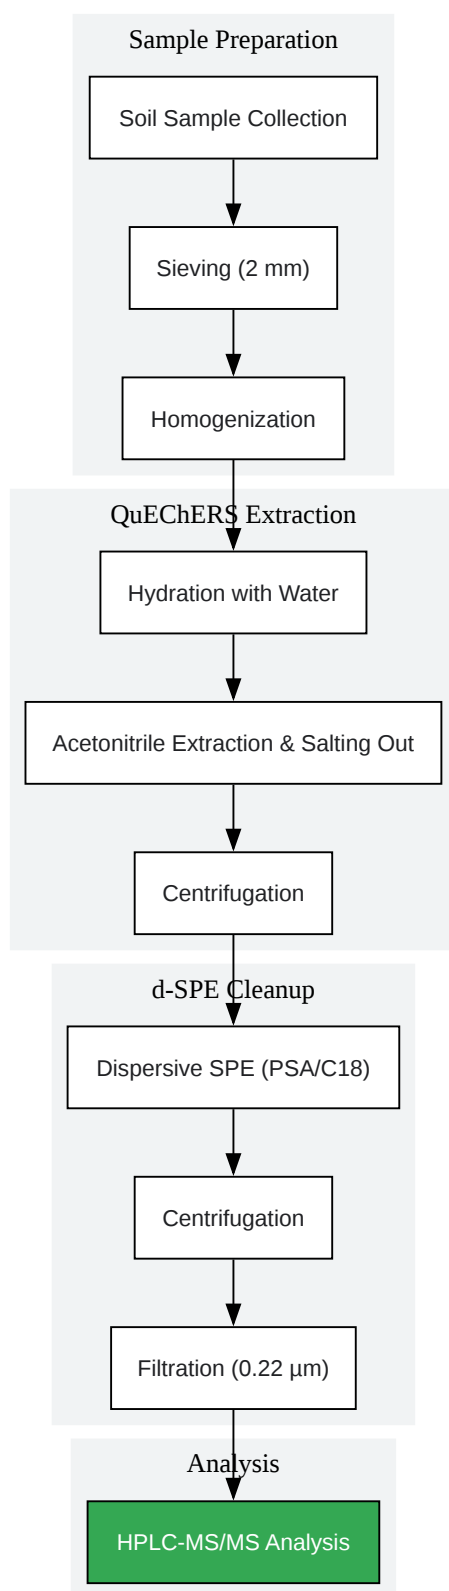 Sample Preparation
Soil Sample Collection
Sieving (2 mm)
Homogenization
QuEChERS Extraction
Hydration with Water
Acetonitrile Extraction & Salting Out
Centrifugation
d-SPE Cleanup
Dispersive SPE (PSA/C18)
Centrifugation
Filtration (0.22 µm)
Analysis
HPLC-MS/MS Analysis